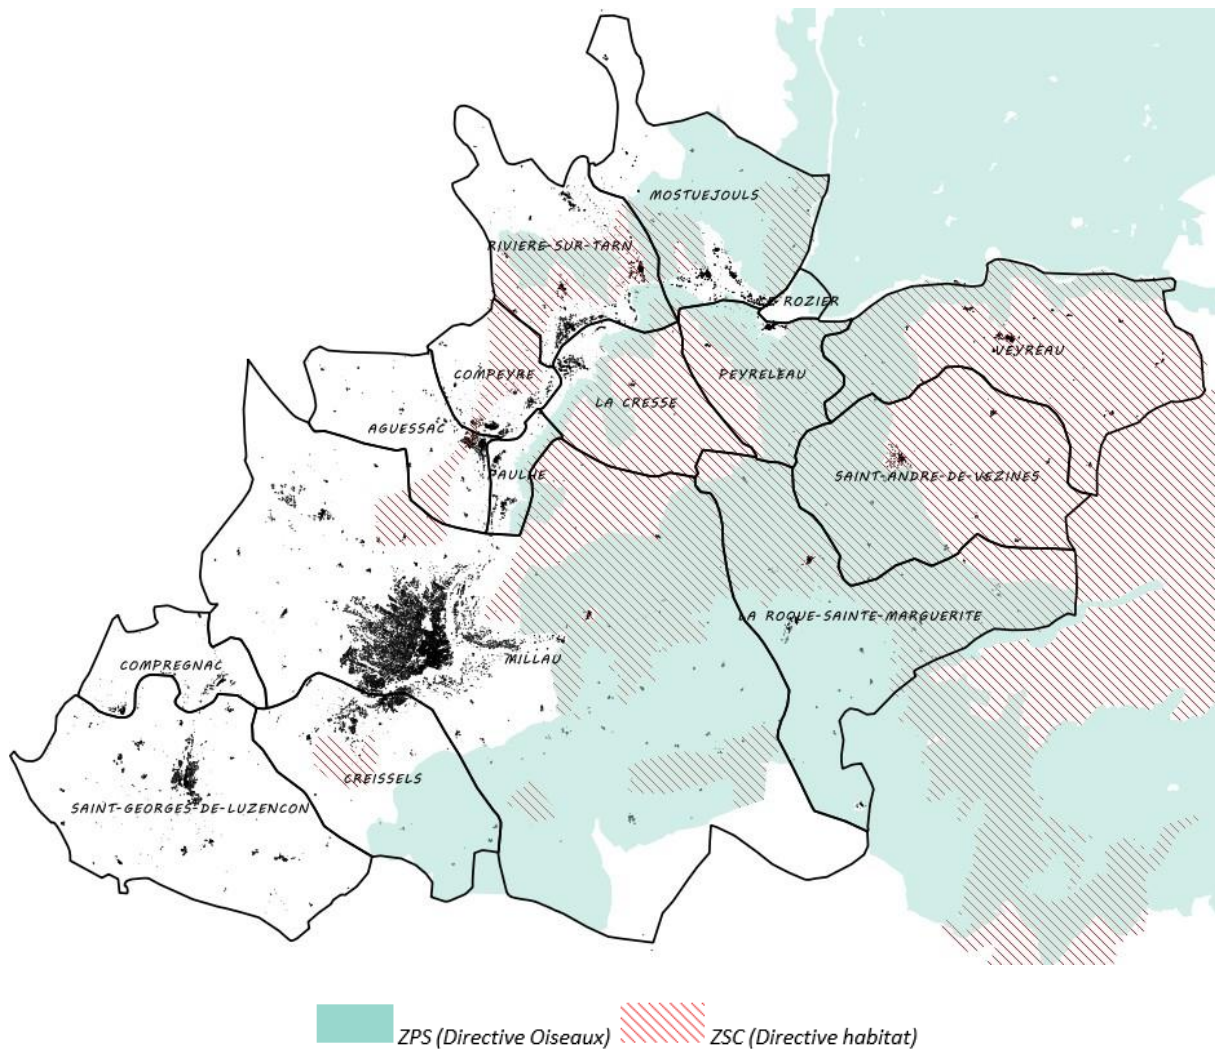 MOSTUEJOULS
RIVIERE-SUR-TARN
LE ROZIER
VEYREAU
COMPEYRE
PEYRELEAU
LA CRESSE
AGUESSAC
PAULHE
SAINT-ANDRE-DE-VEZINES
LA ROQUE-SAINTE-MARGUERITE
MILLAU
COMPREGNAC
CREISSELS
SAINT-GEORGES-DE-LUZENCON
ZPS (Directive Oiseaux) ZSC (Directive habitat)